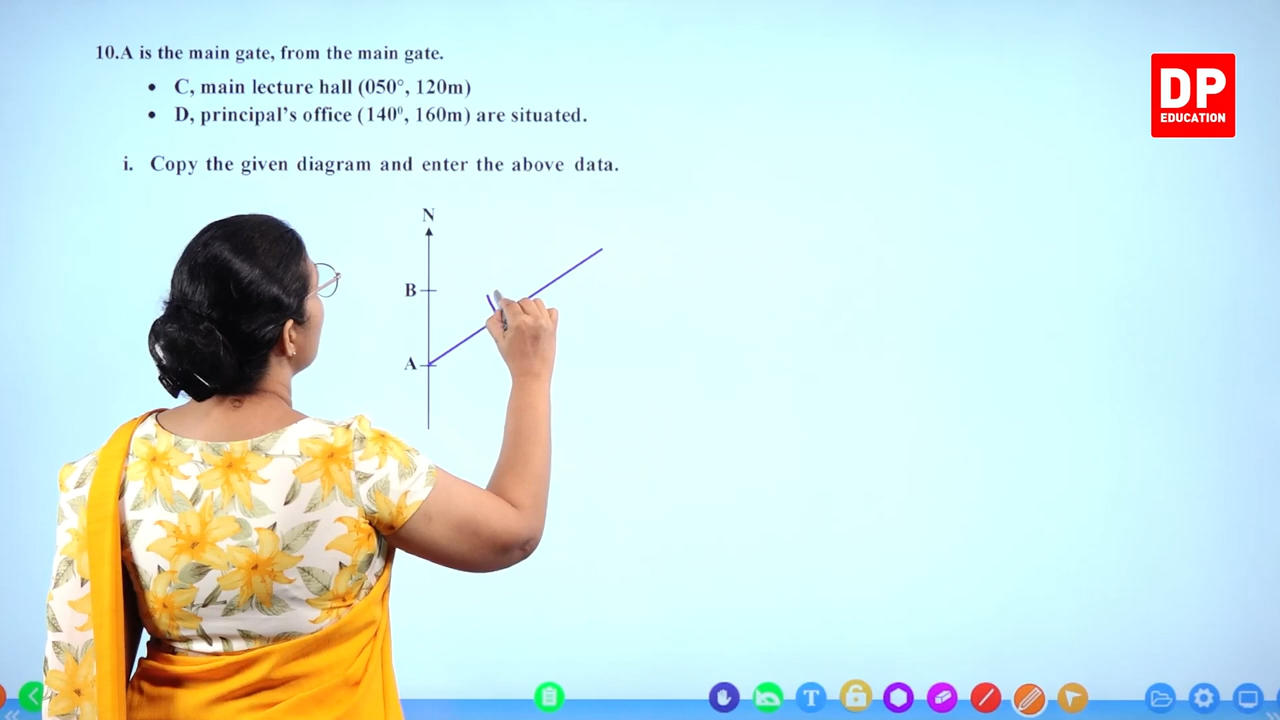 10.A is the main gate, from the main gate.
• C, main lecture hall (050°, 120m)
• D, principal's office (140⁰, 160m) are situated.
i. Copy the given diagram and enter the above data.
N
B
A
DP
EDUCATION
T